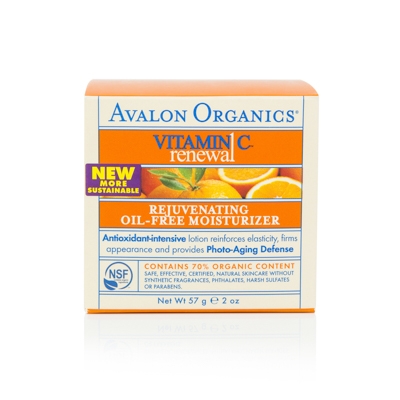 AVALON ORGANICS®
VITAMIN C
renewal
NEW
MORE
SUSTAINABLE
REJUVENATING
OIL-FREE MOISTURIZER
Antioxidant-intensive lotion reinforces elasticity, firms
appearance and provides Photo-Aging Defense
NSF
CONTAINS 70% ORGANIC CONTENT
SAFE, EFFECTIVE, CERTIFIED, NATURAL SKINCARE WITHOUT
SYNTHETIC FRAGRANCES, PHTHALATES, HARSH SULFATES
OR PARABENS.
Net Wt 57 g ℮ 2 oz